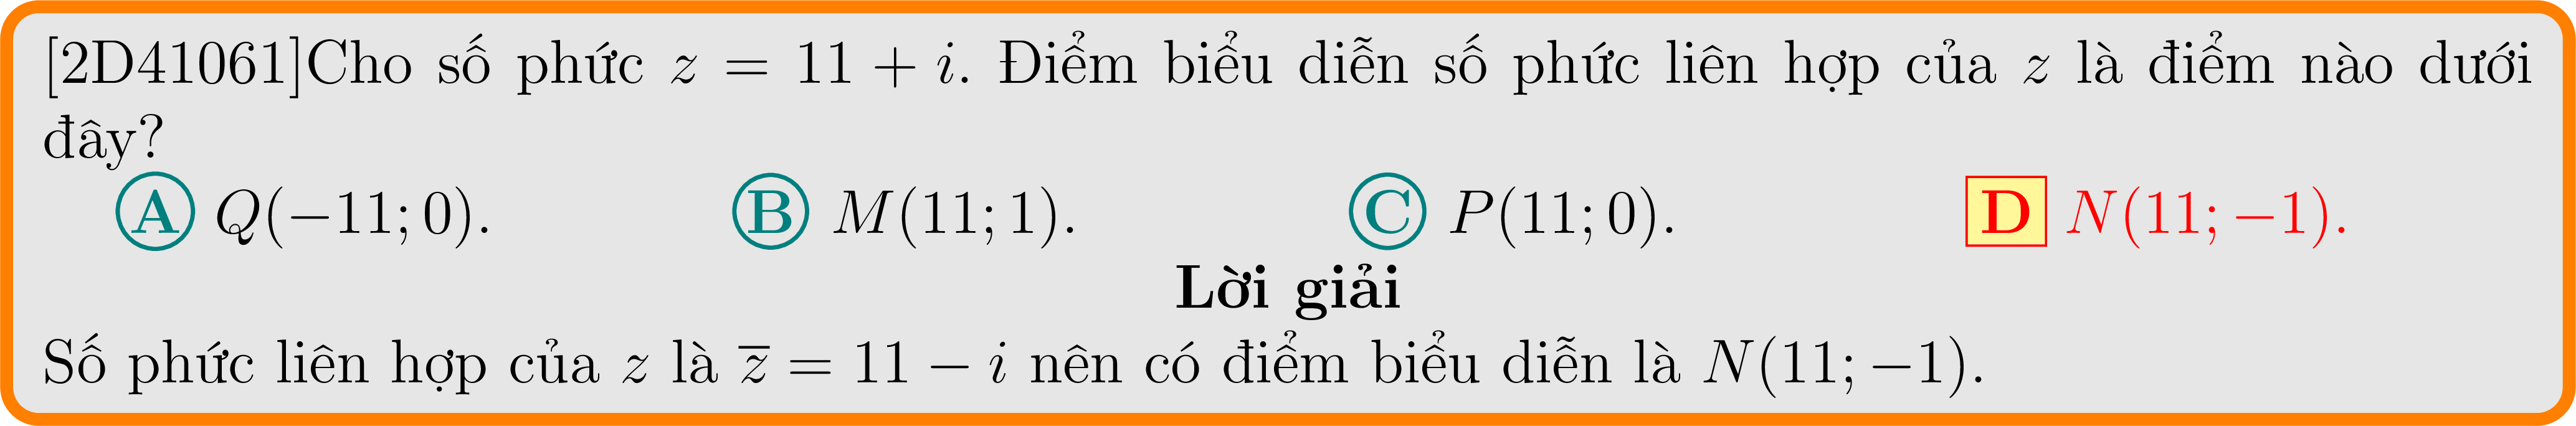 [2D41061]Cho số phức z = 11 + i. Điểm biểu diễn số phức liên hợp của z là điểm nào dưới
đây?
A Q(−11; 0). B M(11; 1). C P(11; 0). D N(11; −1).
Lời giải
Số phức liên hợp của z là z̅ = 11 − i nên có điểm biểu diễn là N(11; −1).